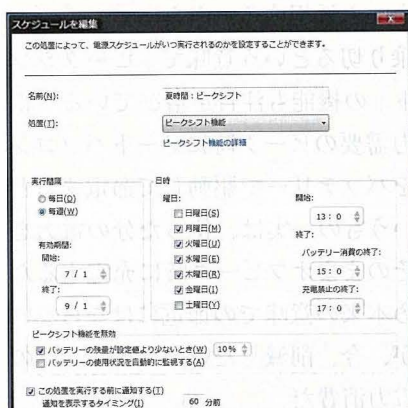 スケジュールを編集
この処置によって、電源スケジュールがいつ実行されるのかを設定することができます。
名前(N): 夏時間：ピークシフト
処置(T): ピークシフト機能
ピークシフト機能の詳細
実行間隔
毎日(D)
毎週(W)
有効期間:
開始:
7 / 1
終了:
9 / 1
日時
曜日:
日曜日(S)
月曜日(M)
火曜日(U)
水曜日(E)
木曜日(R)
金曜日(I)
土曜日(Y)
開始:
13 : 0
終了:
バッテリー消費の終了:
15 : 0
充電禁止の終了:
17 : 0
ピークシフト機能を無効
バッテリーの残量が設定値より少ないとき(W) 10%
バッテリーの使用状況を自動的に監視する(A)
この処置を実行する前に通知する(T)
通知を表示するタイミング(I) 60 分前